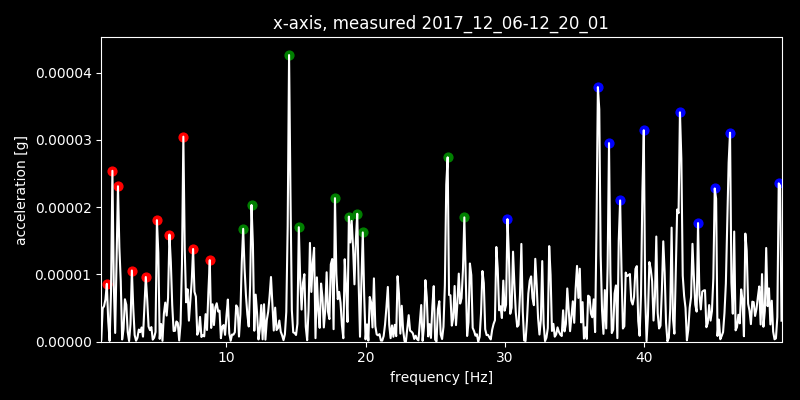 x-axis, measured 2017_12_06-12_20_01
acceleration [g]
0.00004
0.00003
0.00002
0.00001
0.00000
10 20 30 40
frequency [Hz]